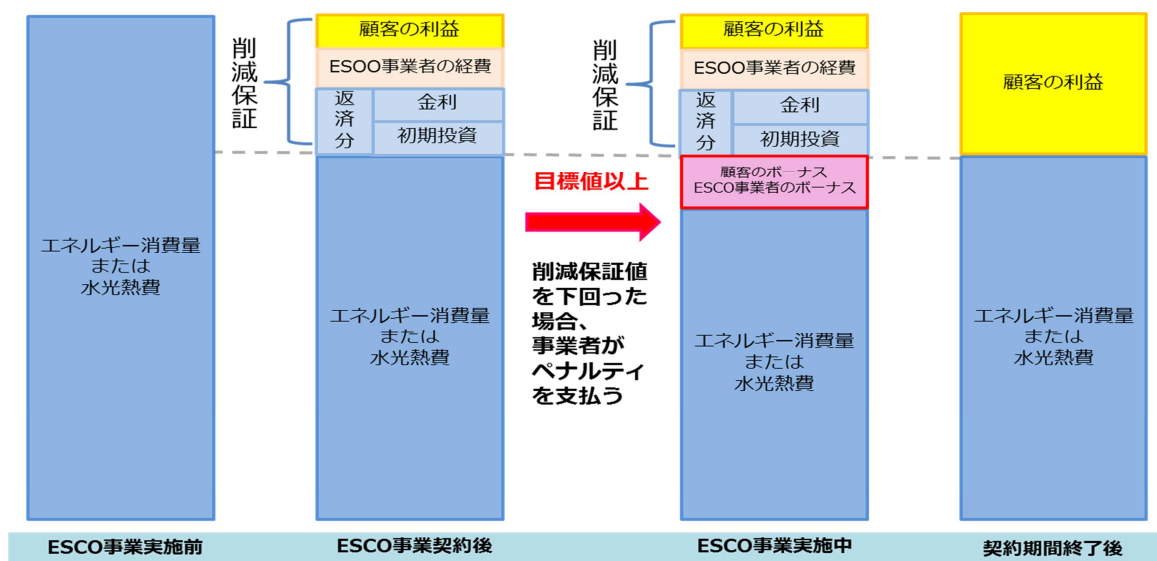 エネルギー消費量
または
水光熱費
ESCO事業実施前
削減保証
顧客の利益
ESOO事業者の経費
返済分
金利
初期投資
エネルギー消費量
または
水光熱費
ESCO事業契約後
目標値以上
削減保証値
を下回った
場合、
事業者が
ペナルティ
を支払う
削減保証
顧客の利益
ESOO事業者の経費
返済分
金利
初期投資
顧客のボーナス
ESCO事業者のボーナス
エネルギー消費量
または
水光熱費
ESCO事業実施中
顧客の利益
エネルギー消費量
または
水光熱費
契約期間終了後